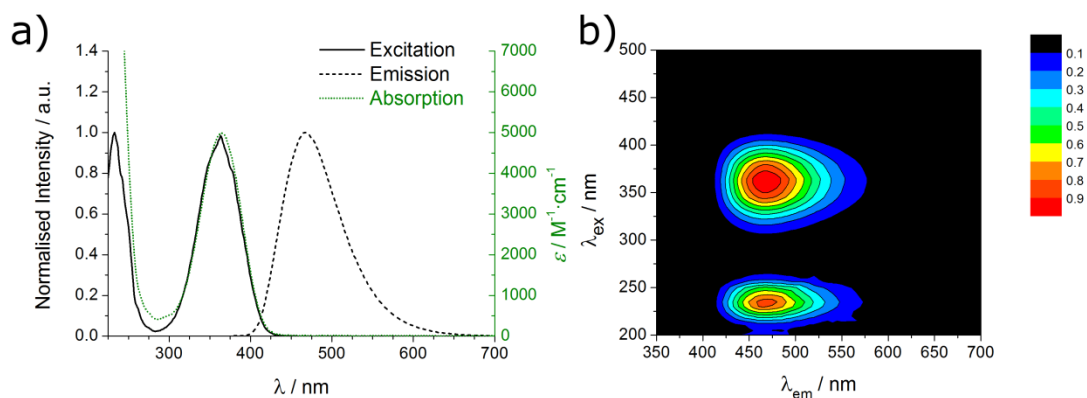 a)
Excitation
Emission
Absorption
Normalised Intensity / a.u.
1.4
1.2
1.0
0.8
0.6
0.4
0.2
0.0
7000
6000
5000
4000
3000
2000
1000
0
ε / M⁻¹·cm⁻¹
300 400 500 600 700
λ / nm
b)
λex / nm
500
450
400
350
300
250
200
350 400 450 500 550 600 650 700
λem / nm
0.1
0.2
0.3
0.4
0.5
0.6
0.7
0.8
0.9